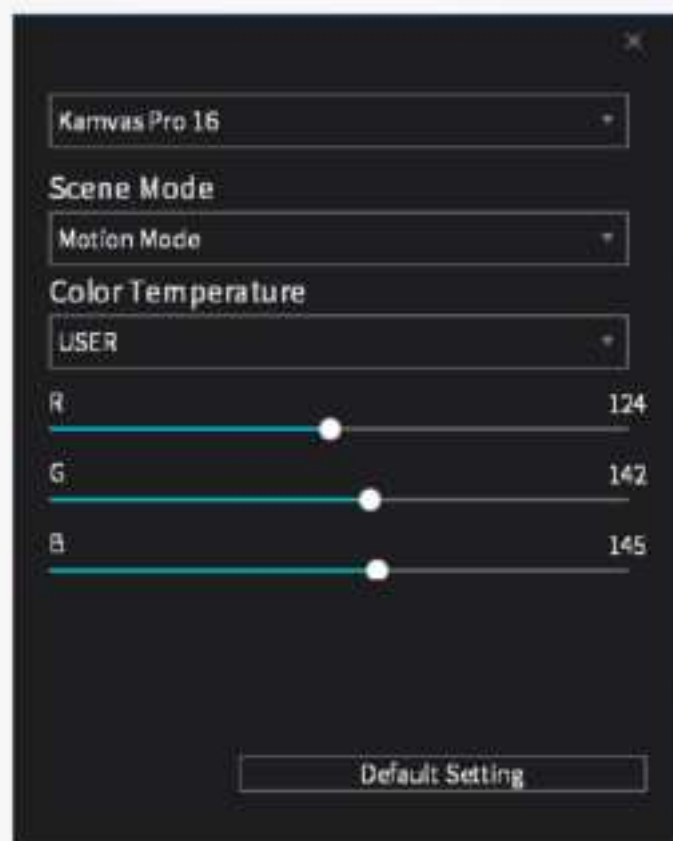 Kamvas Pro 16
Scene Mode
Motion Mode
Color Temperature
USER
R 124
G 142
B 145
Default Setting